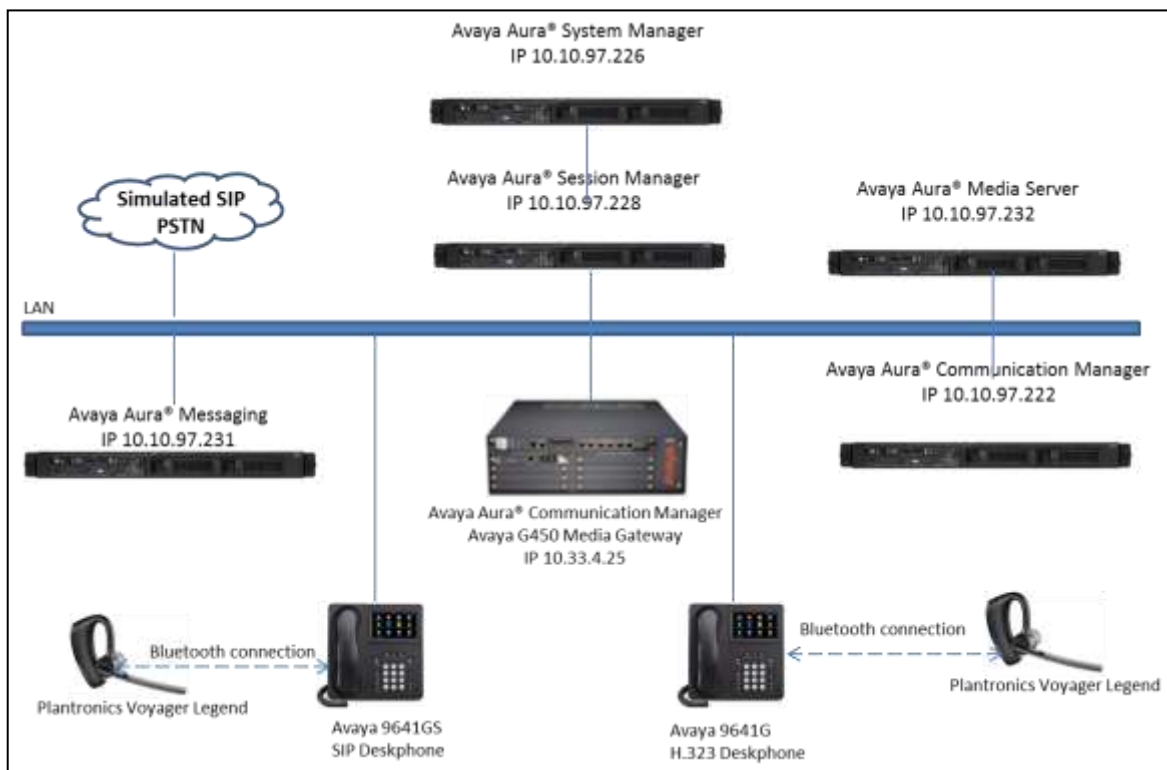 Avaya Aura® System Manager
IP 10.10.97.226
Avaya Aura® Session Manager
IP 10.10.97.228
Simulated SIP
PSTN
Avaya Aura® Media Server
IP 10.10.97.232
LAN
Avaya Aura® Messaging
IP 10.10.97.231
Avaya Aura® Communication Manager
IP 10.10.97.222
Avaya Aura® Communication Manager
Avaya G450 Media Gateway
IP 10.33.4.25
Bluetooth connection
Plantronics Voyager Legend
Avaya 9641GS
SIP Deskphone
Avaya 9641G
H.323 Deskphone
Bluetooth connection
Plantronics Voyager Legend